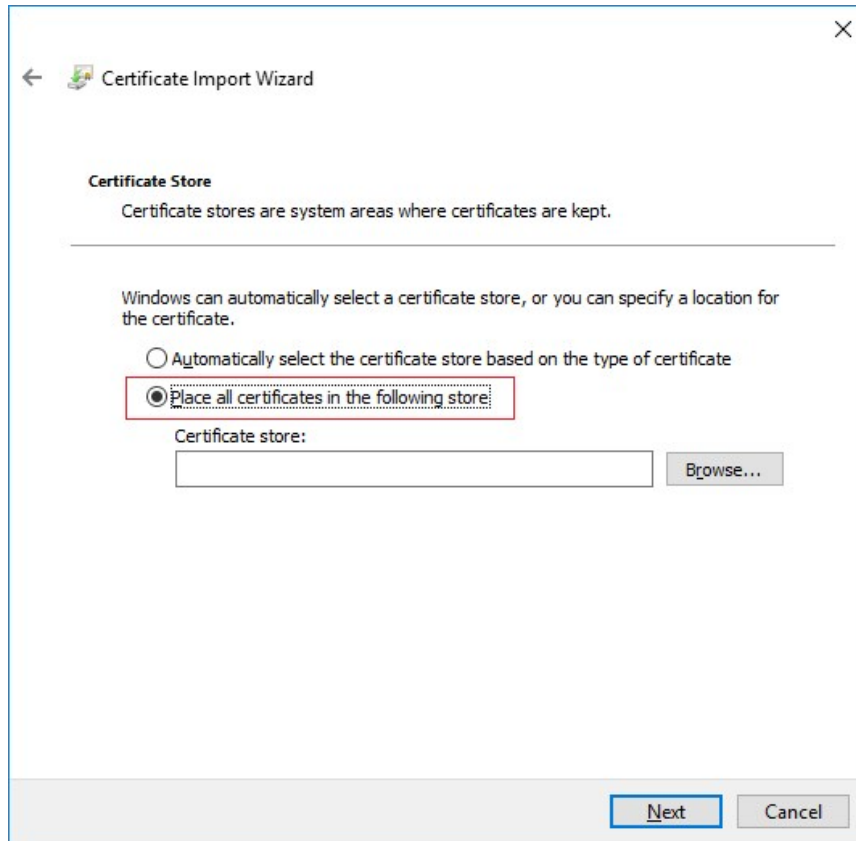 Certificate Import Wizard
Certificate Store
Certificate stores are system areas where certificates are kept.
Windows can automatically select a certificate store, or you can specify a location for
the certificate.
Automatically select the certificate store based on the type of certificate
Place all certificates in the following store
Certificate store:
Browse...
Next
Cancel